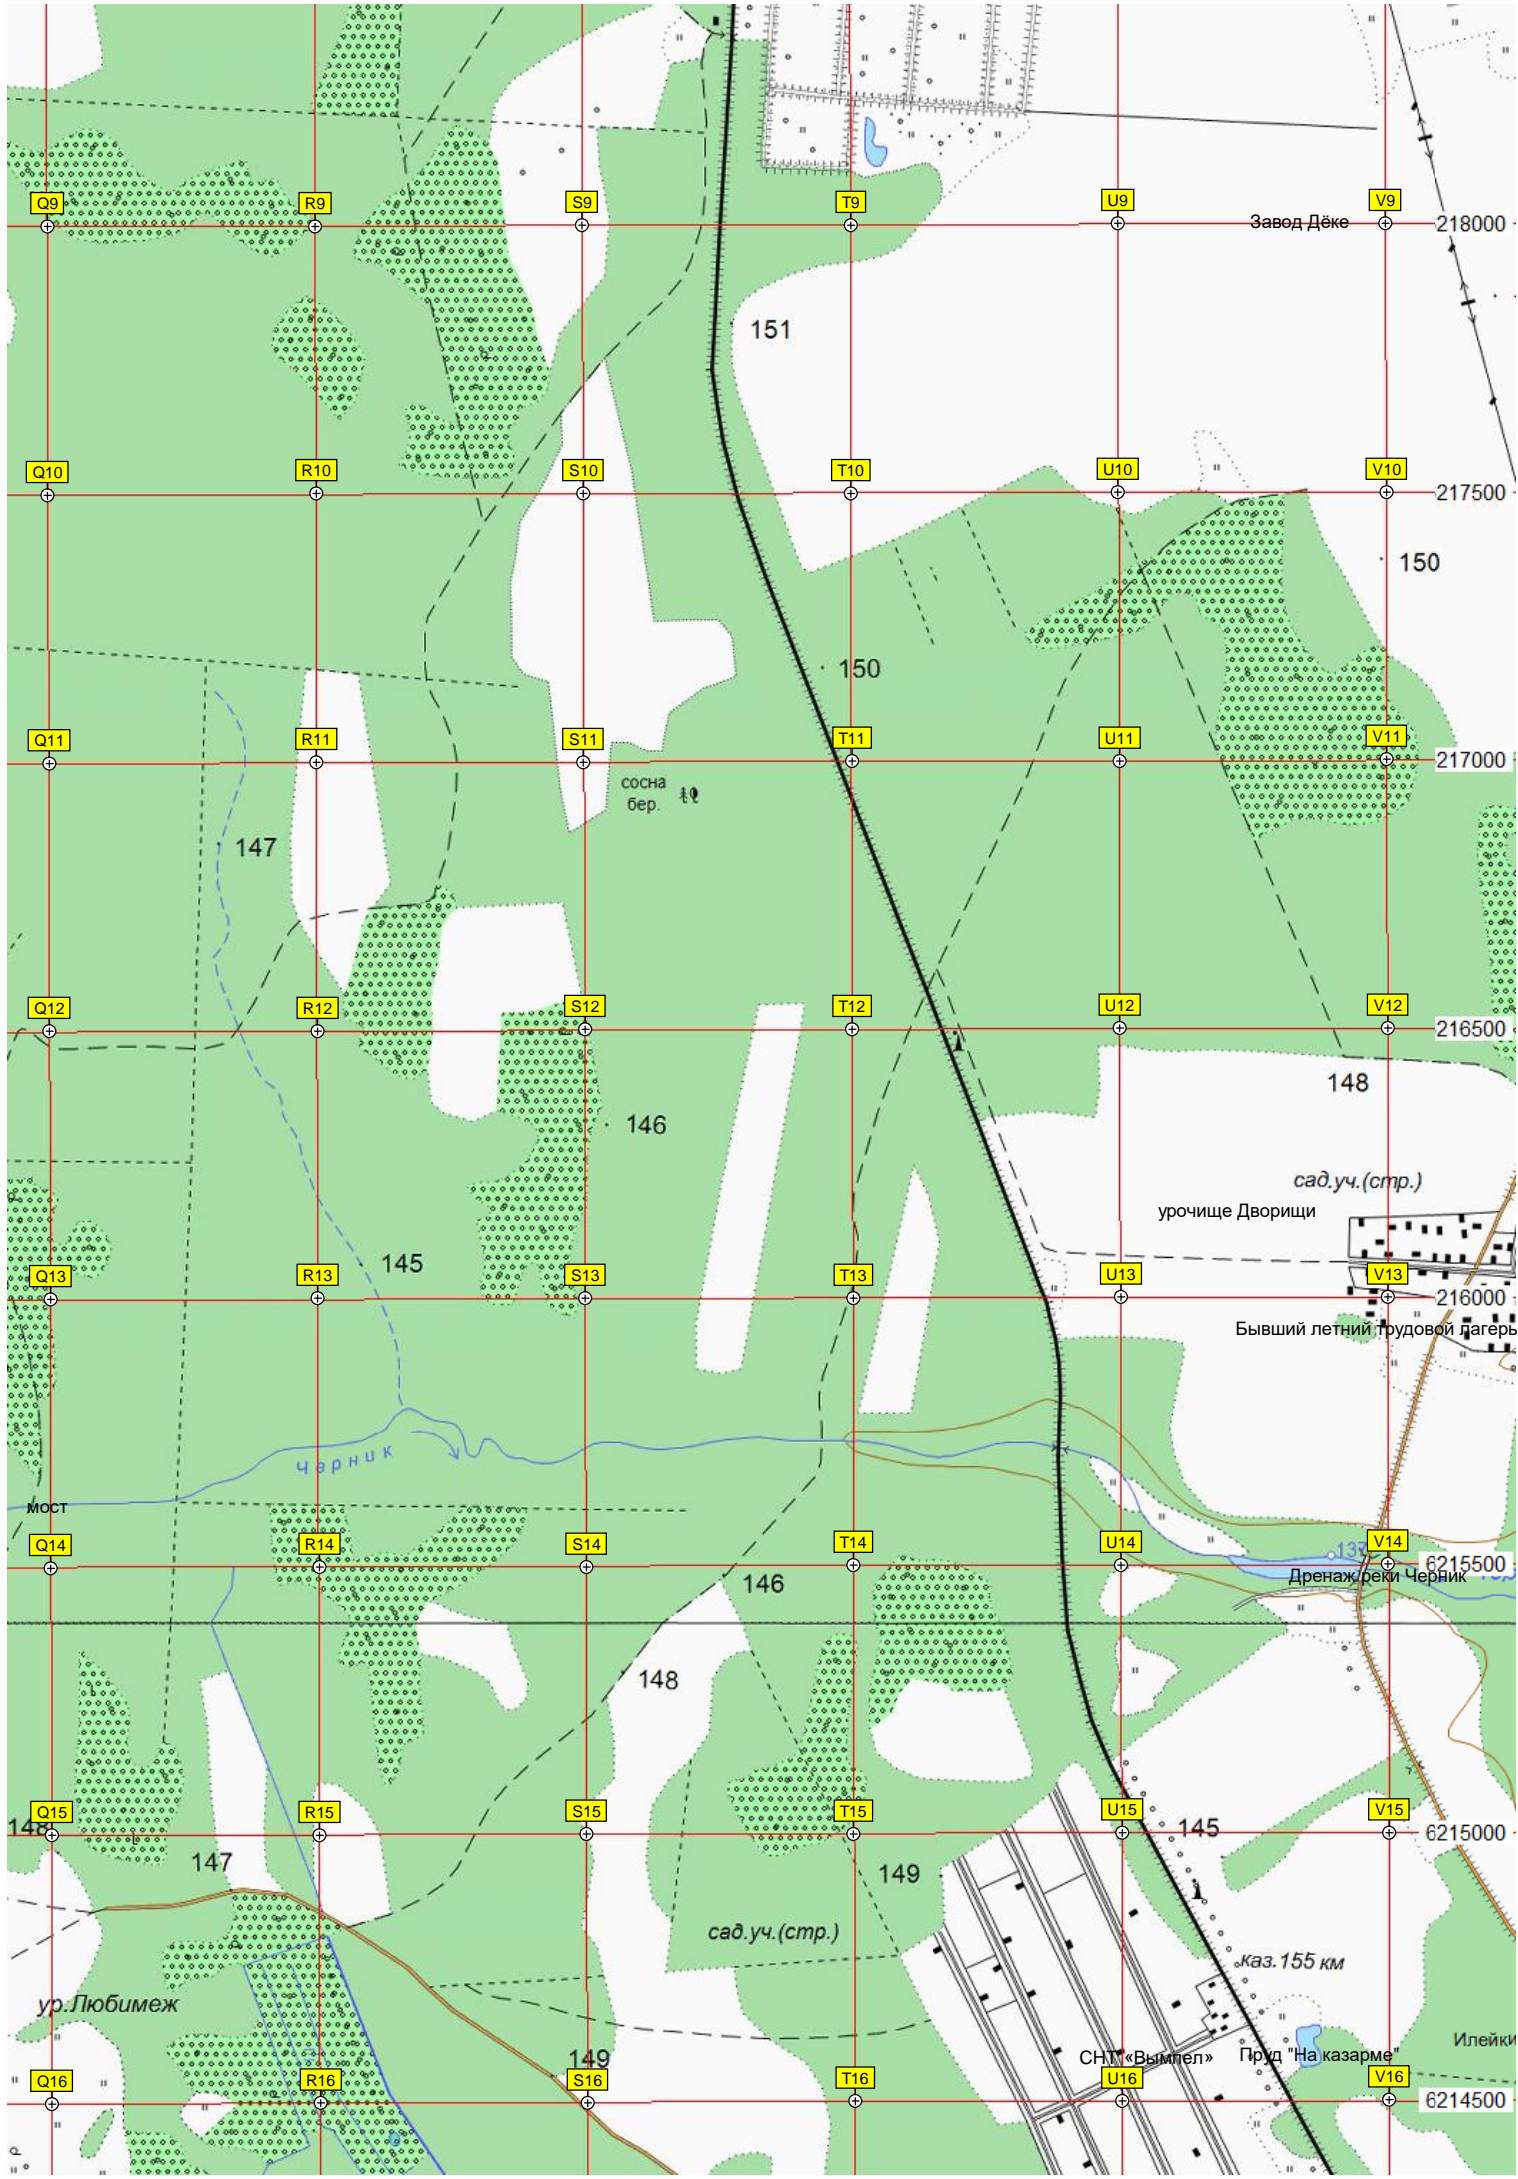 Q9 R9 S9 T9 U9 V9
Завод Дёке 218000
151
Q10 R10 S10 T10 U10 V10
217500
150
150
Q11 R11 S11 T11 U11 V11
217000
сосна
бер.
147
Q12 R12 S12 T12 U12 V12
216500
148
146
сад.уч.(стр.)
урочище Дворищи
145
Q13 R13 S13 T13 U13 V13
216000
Бывший летний трудовой лагерь
Черник
мост
Q14 R14 S14 T14 U14 V14
137
6215500
Дренаж реки Черник
146
148
Q15 R15 S15 T15 U15 V15
148
145
6215000
147
149
сад.уч.(стр.)
каз.155 км
ур.Любимеж
Илейки
149
СНТ «Вымпел» Пруд "На казарме"
Q16 R16 S16 T16 U16 V16
6214500